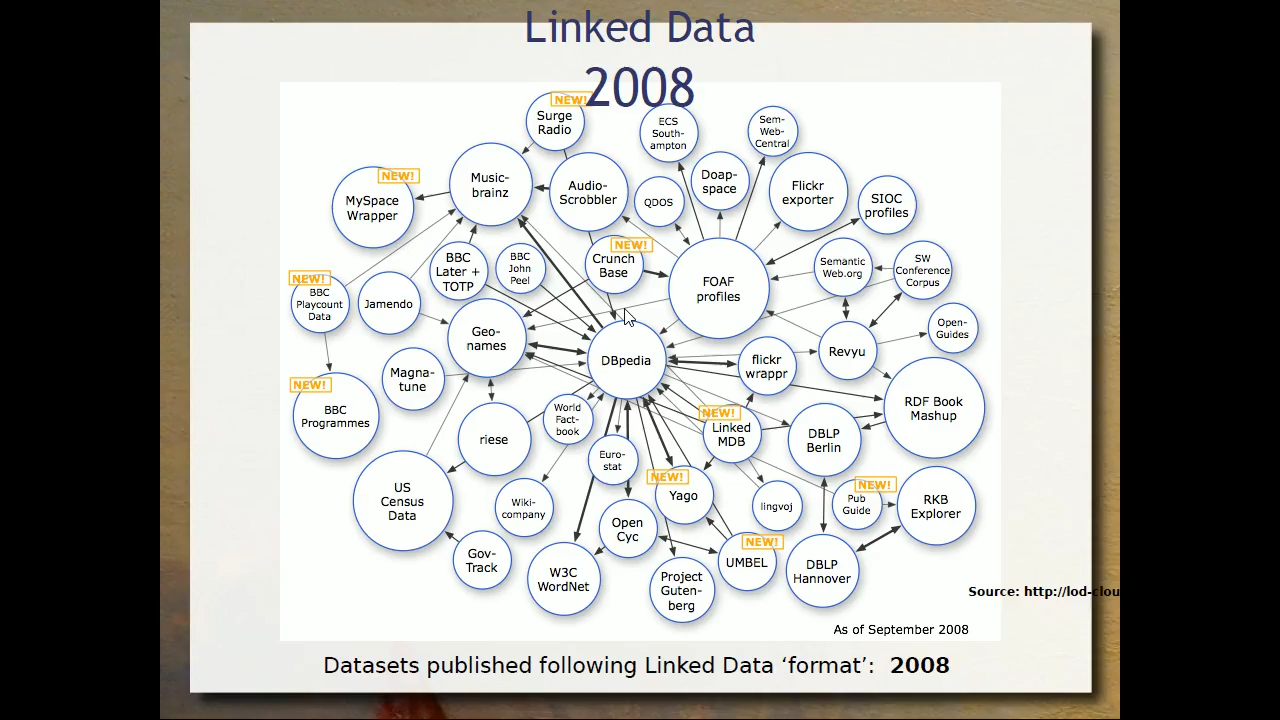 Linked Data
2008
NEW!
Surge
Radio
ECS
South-
ampton
Sem-
Web-
Central
NEW!
MySpace
Wrapper
Music-
brainz
Audio-
Scrobbler
QDOS
Doap-
space
Flickr
exporter
SIOC
profiles
NEW!
Crunch
Base
BBC
Later +
TOTP
BBC
John
Peel
FOAF
profiles
Semantic
Web.org
SW
Conference
Corpus
NEW!
BBC
Playcount
Data
Jamendo
Geo-
names
DBpedia
flickr
wrappr
Revyu
Open-
Guides
NEW!
BBC
Programmes
Magna-
tune
World
Fact-
book
NEW!
Linked
MDB
DBLP
Berlin
RDF Book
Mashup
riese
Euro-
stat
US
Census
Data
Wiki-
company
Open
Cyc
NEW!
Yago
lingvoj
NEW!
Pub
Guide
RKB
Explorer
Gov-
Track
W3C
WordNet
Project
Guten-
berg
NEW!
UMBEL
DBLP
Hannover
Source: http://lod-clou
As of September 2008
Datasets published following Linked Data ‘format’: 2008